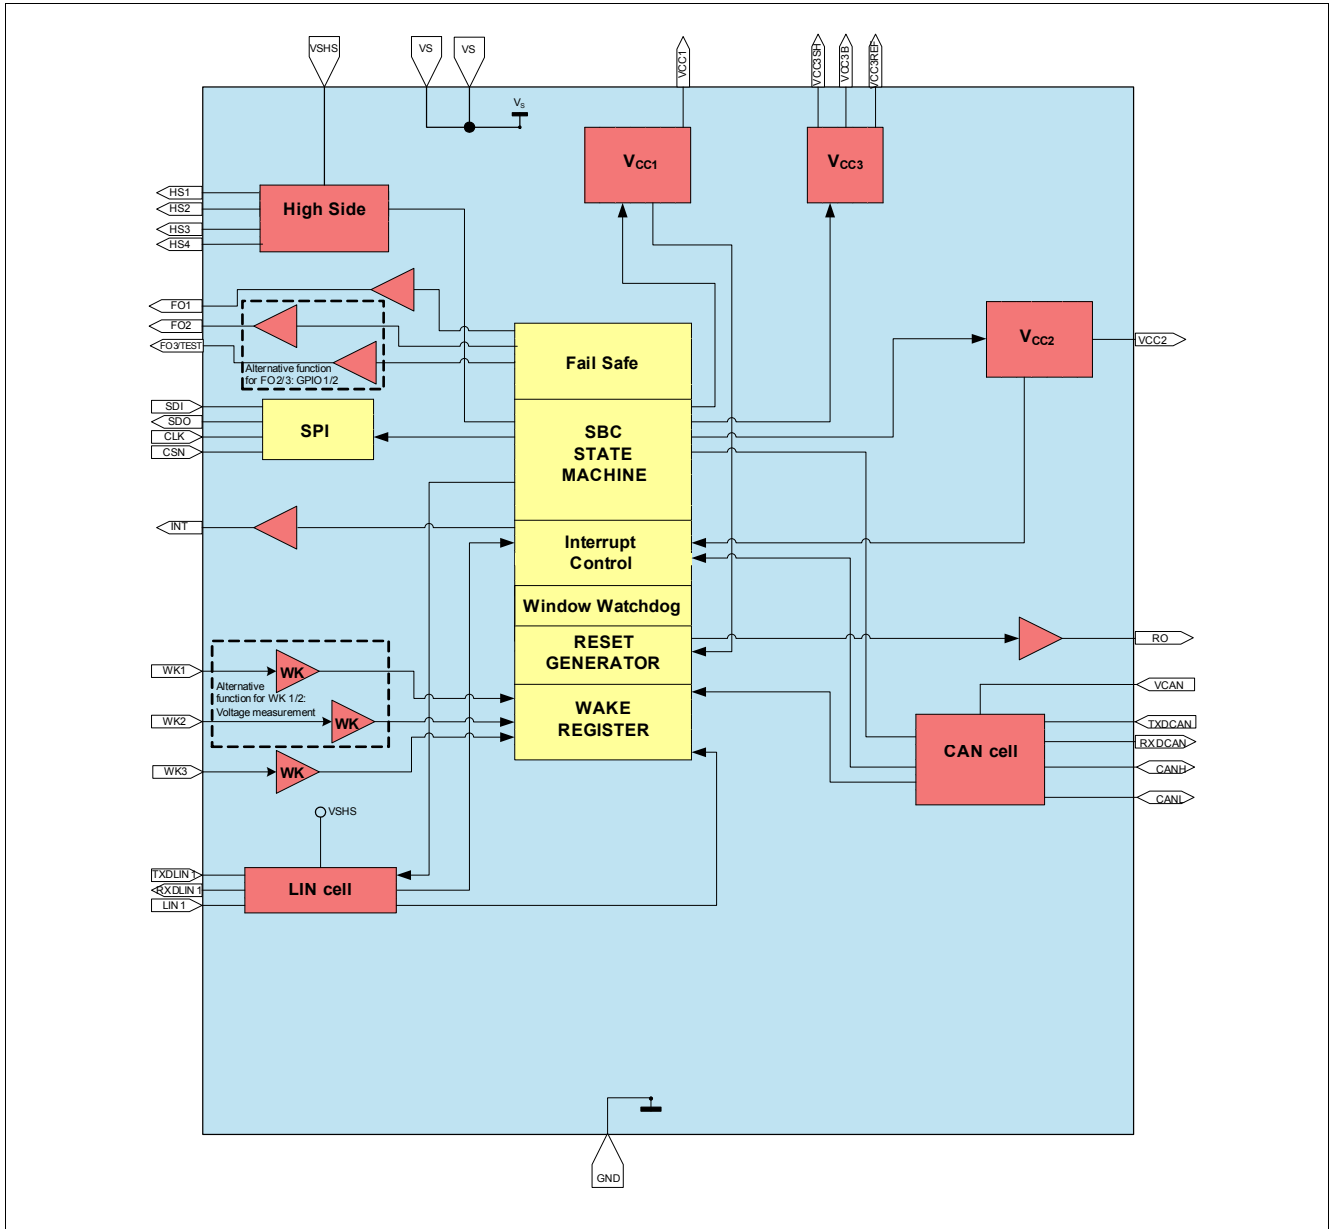 VSHS
VS
VS
VCC1
VCC3SH
VCC3B
VCC3REF
VS
VCC1
VCC3
HS1
HS2
HS3
HS4
High Side
FO1
FO2
FO3/TEST
Alternative function
for FO2/3: GPIO 1/2
Fail Safe
VCC2
VCC2
SDI
SDO
CLK
CSN
SPI
SBC
STATE
MACHINE
INT
Interrupt
Control
Window Watchdog
RESET
GENERATOR
RO
WK1
WK
Alternative
function for WK 1/2:
Voltage measurement
WK2
WK
WK3
WK
WAKE
REGISTER
VCAN
TXDCAN
RXDCAN
CANH
CANL
CAN cell
VSHS
TXDLIN1
RXDLIN1
LIN1
LIN cell
GND